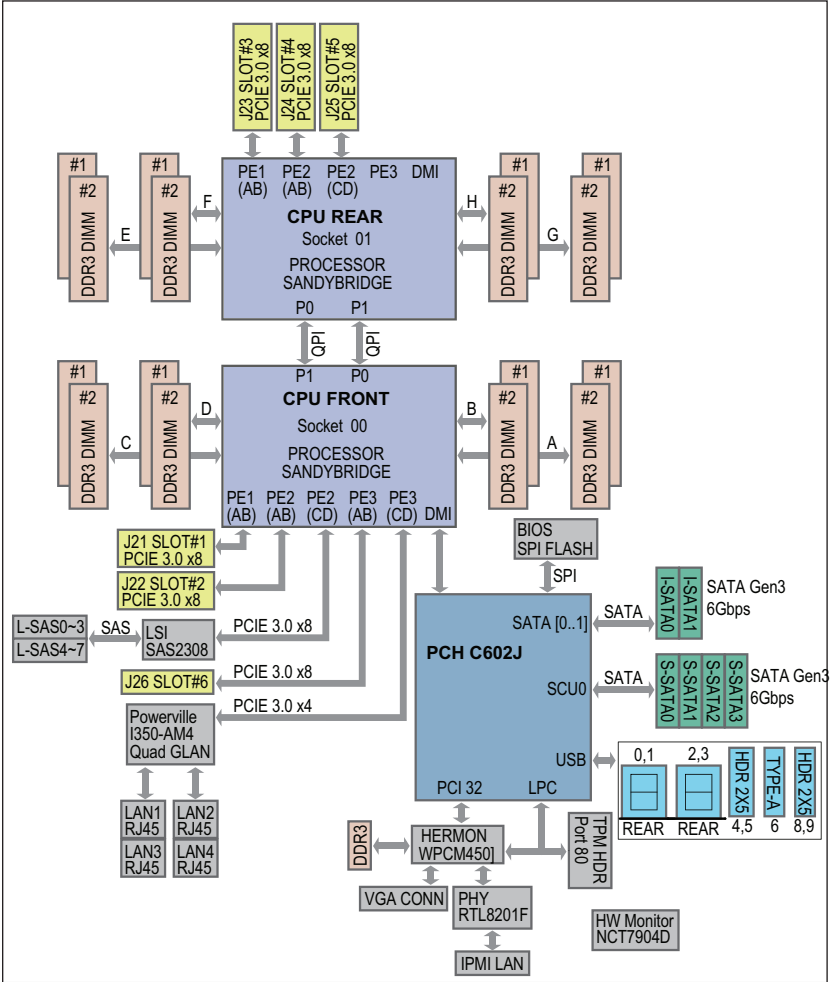 J23 SLOT#3
PCIE 3.0 x8
J24 SLOT#4
PCIE 3.0 x8
J25 SLOT#5
PCIE 3.0 x8
#1
#2
DDR3 DIMM
#1
#2
DDR3 DIMM
E
F
PE1 (AB)
PE2 (AB)
PE2 (CD)
PE3
DMI
CPU REAR
Socket 01
PROCESSOR
SANDYBRIDGE
P0
P1
H
G
#1
#2
DDR3 DIMM
#1
#2
DDR3 DIMM
QPI
QPI
#1
#2
DDR3 DIMM
#1
#2
DDR3 DIMM
C
D
P1
P0
CPU FRONT
Socket 00
PROCESSOR
SANDYBRIDGE
PE1 (AB)
PE2 (AB)
PE2 (CD)
PE3 (AB)
PE3 (CD)
DMI
B
A
#1
#2
DDR3 DIMM
#1
#2
DDR3 DIMM
J21 SLOT#1
PCIE 3.0 x8
J22 SLOT#2
PCIE 3.0 x8
L-SAS0~3
L-SAS4~7
SAS
LSI
SAS2308
PCIE 3.0 x8
J26 SLOT#6
PCIE 3.0 x8
Powerville
I350-AM4
Quad GLAN
PCIE 3.0 x4
LAN1
RJ45
LAN2
RJ45
LAN3
RJ45
LAN4
RJ45
BIOS
SPI FLASH
SPI
PCH C602J
SATA [0..1]
SCU0
USB
PCI 32
LPC
SATA
I-SATA0
I-SATA1
SATA Gen3
6Gbps
SATA
S-SATA0
S-SATA1
S-SATA2
S-SATA3
SATA Gen3
6Gbps
0,1
REAR
2,3
REAR
HDR 2X5
4,5
TYPE-A
6
HDR 2X5
8,9
DDR3
HERMON
WPCM450]
TPM HDR
Port 80
VGA CONN
PHY
RTL8201F
IPMI LAN
HW Monitor
NCT7904D